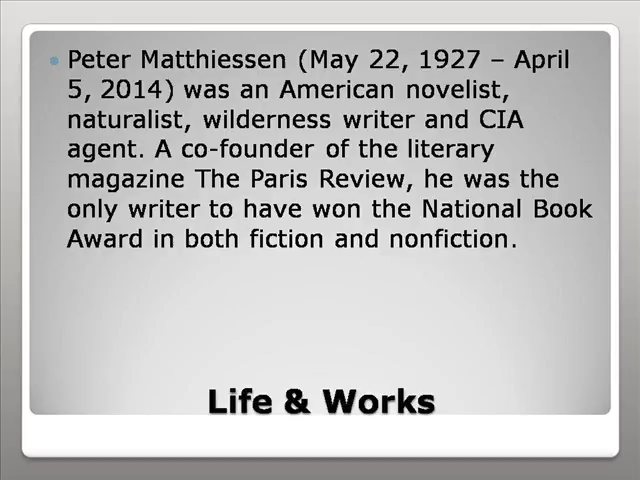 Peter Matthiessen (May 22, 1927 – April
5, 2014) was an American novelist,
naturalist, wilderness writer and CIA
agent. A co-founder of the literary
magazine The Paris Review, he was the
only writer to have won the National Book
Award in both fiction and nonfiction.
Life & Works